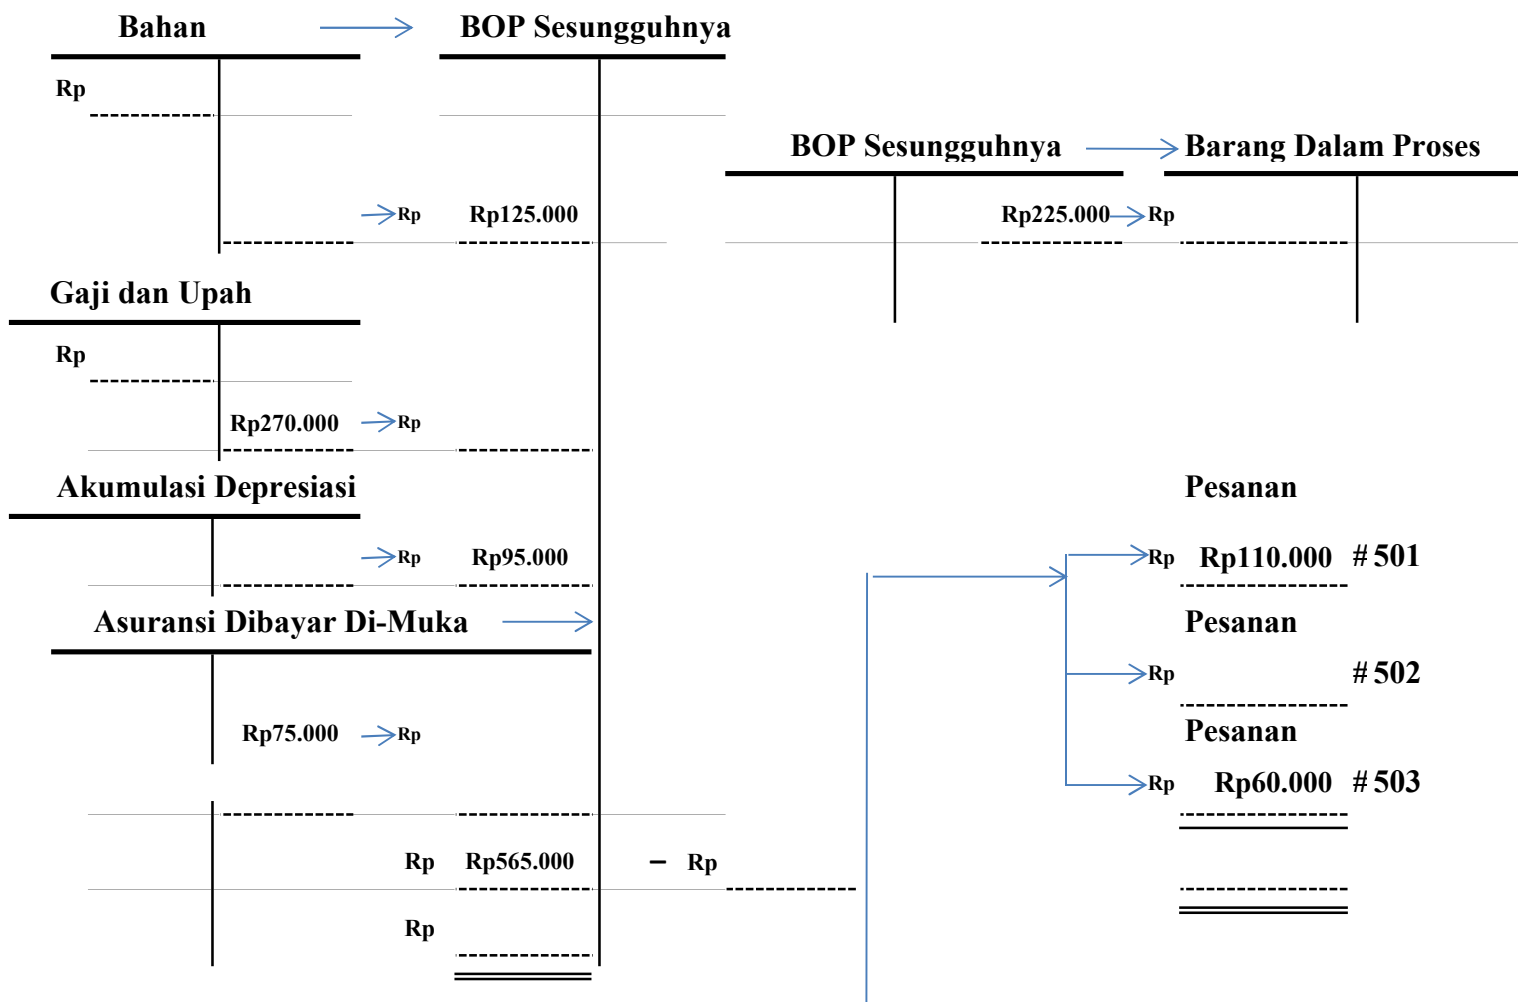 Bahan BOP Sesungguhnya
Rp
BOP Sesungguhnya Barang Dalam Proses
Rp Rp125.000 Rp225.000 Rp
Gaji dan Upah
Rp
Rp270.000 Rp
Akumulasi Depresiasi Pesanan
Rp Rp95.000 Rp Rp110.000 # 501
Asuransi Dibayar Di-Muka Pesanan
Rp # 502
Rp75.000 Rp Pesanan
Rp Rp60.000 # 503
Rp Rp565.000 – Rp
Rp